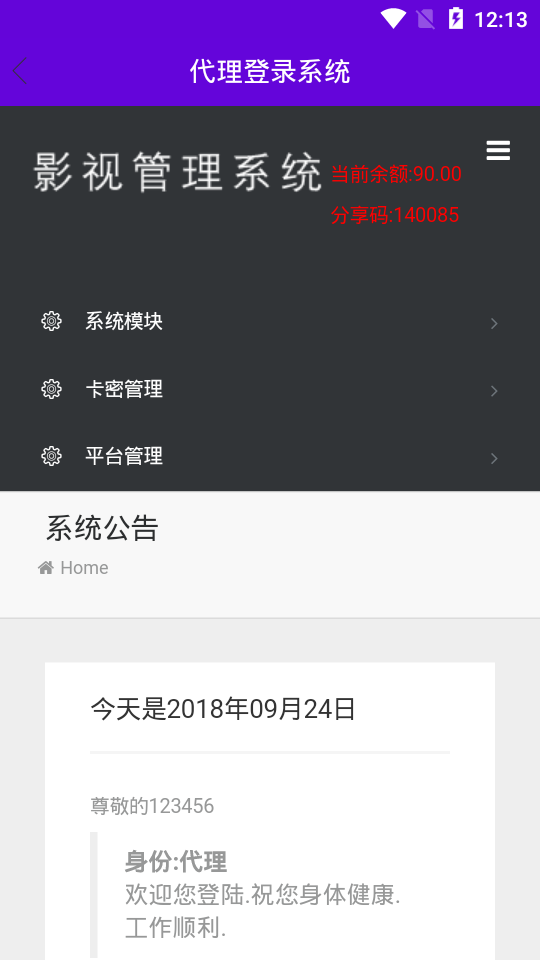 12:13
代理登录系统
影视管理系统
当前余额:90.00
分享码:140085
系统模块
卡密管理
平台管理
系统公告
Home
今天是2018年09月24日
尊敬的123456
身份:代理
欢迎您登陆.祝您身体健康.
工作顺利.